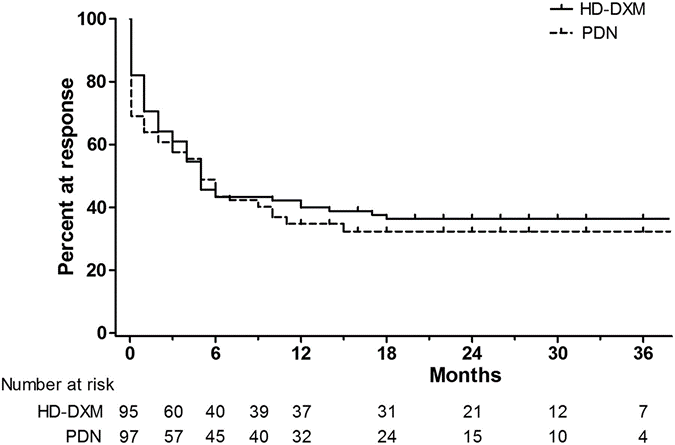 HD-DXM
PDN
100
80
60
40
20
0
Percent at response
0 6 12 18 24 30 36
Months
Number at risk
HD-DXM 95 60 40 39 37 31 21 12 7
PDN 97 57 45 40 32 24 15 10 4